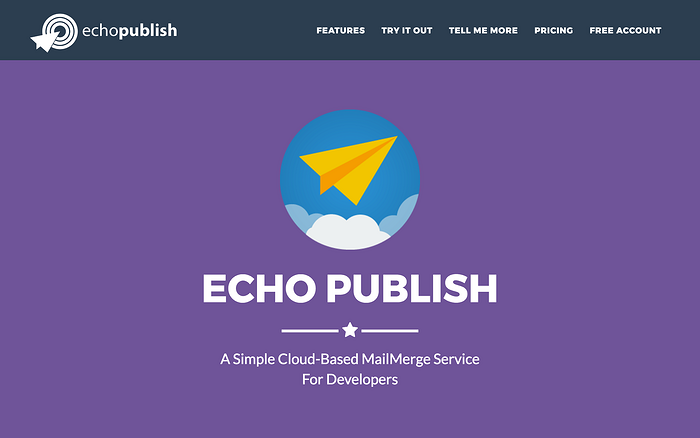 echopublish
FEATURES TRY IT OUT TELL ME MORE PRICING FREE ACCOUNT
ECHO PUBLISH
A Simple Cloud-Based MailMerge Service
For Developers